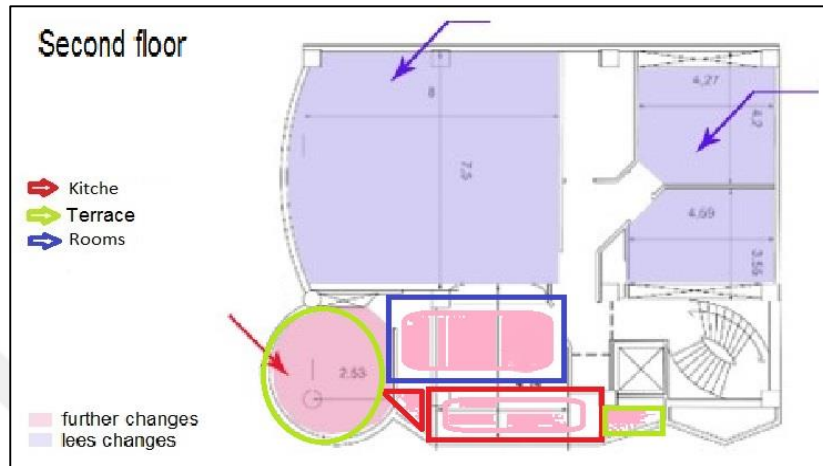 Second floor
4,27
8
4,2
7,5
Kitche
Terrace
Rooms
4,59
3,55
2.53
further changes
lees changes